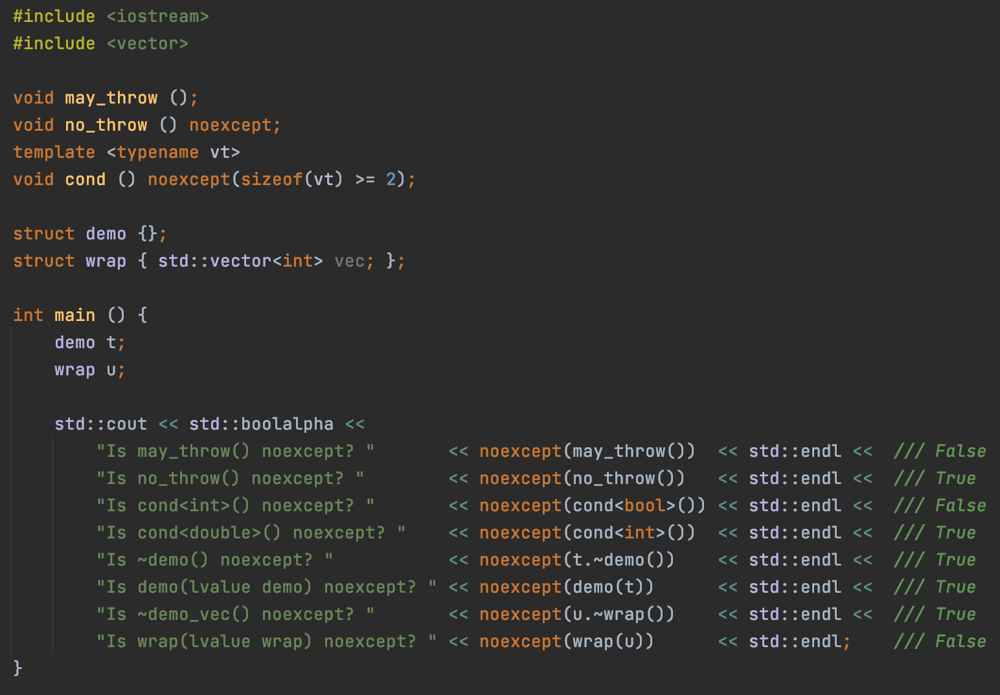 #include <iostream>
#include <vector>

void may_throw ();
void no_throw () noexcept;
template <typename vt>
void cond () noexcept(sizeof(vt) >= 2);

struct demo {};
struct wrap { std::vector<int> vec; };

int main () {
    demo t;
    wrap u;

    std::cout << std::boolalpha <<
        "Is may_throw() noexcept? "       << noexcept(may_throw())  << std::endl <<  /// False
        "Is no_throw() noexcept? "        << noexcept(no_throw())   << std::endl <<  /// True
        "Is cond<int>() noexcept? "       << noexcept(cond<bool>()) << std::endl <<  /// False
        "Is cond<double>() noexcept? "    << noexcept(cond<int>())  << std::endl <<  /// True
        "Is ~demo() noexcept? "           << noexcept(t.~demo())    << std::endl <<  /// True
        "Is demo(lvalue demo) noexcept? " << noexcept(demo(t))      << std::endl <<  /// True
        "Is ~demo_vec() noexcept? "       << noexcept(u.~wrap())    << std::endl <<  /// True
        "Is wrap(lvalue wrap) noexcept? " << noexcept(wrap(u))      << std::endl;    /// False
}